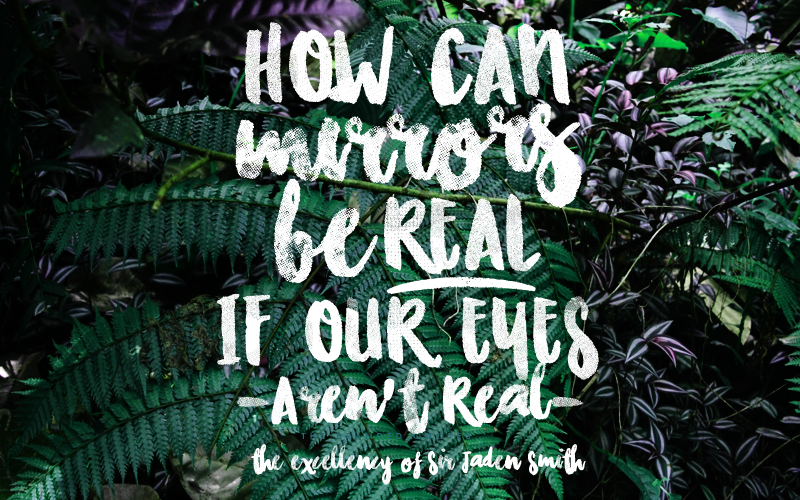 HOW CAN
mirrors
be REAL
IF OUR EYES
-Aren't Real-
the excellency of Sir Jaden Smith